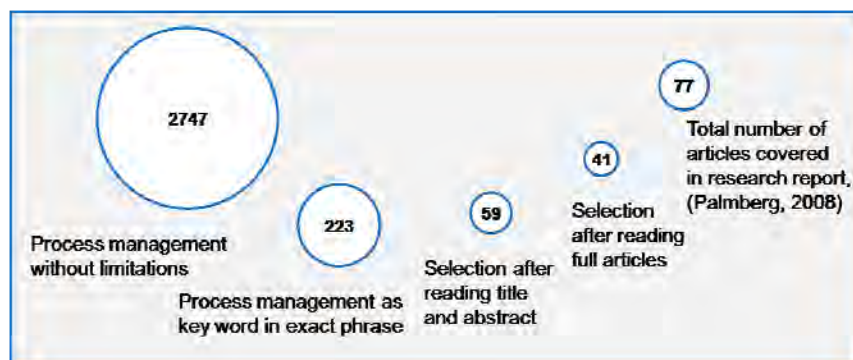 2747
Process management
without limitations
223
Process management as
key word in exact phrase
59
Selection after
reading title
and abstract
41
Selection
after reading
full articles
77
Total number of
articles covered
in research report,
(Palmberg, 2008)